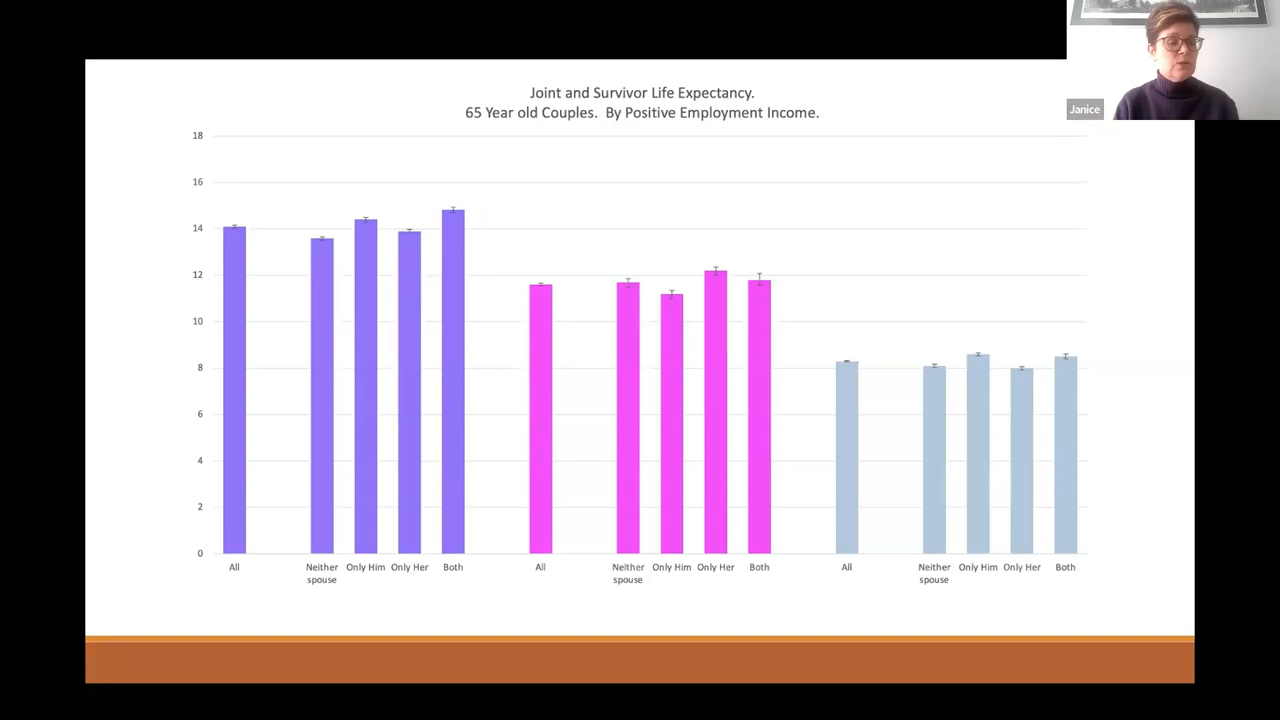 Joint and Survivor Life Expectancy.
65 Year old Couples. By Positive Employment Income.
Janice
18
16
14
12
10
8
6
4
2
0
All
Neither spouse
Only Him
Only Her
Both
All
Neither spouse
Only Him
Only Her
Both
All
Neither spouse
Only Him
Only Her
Both